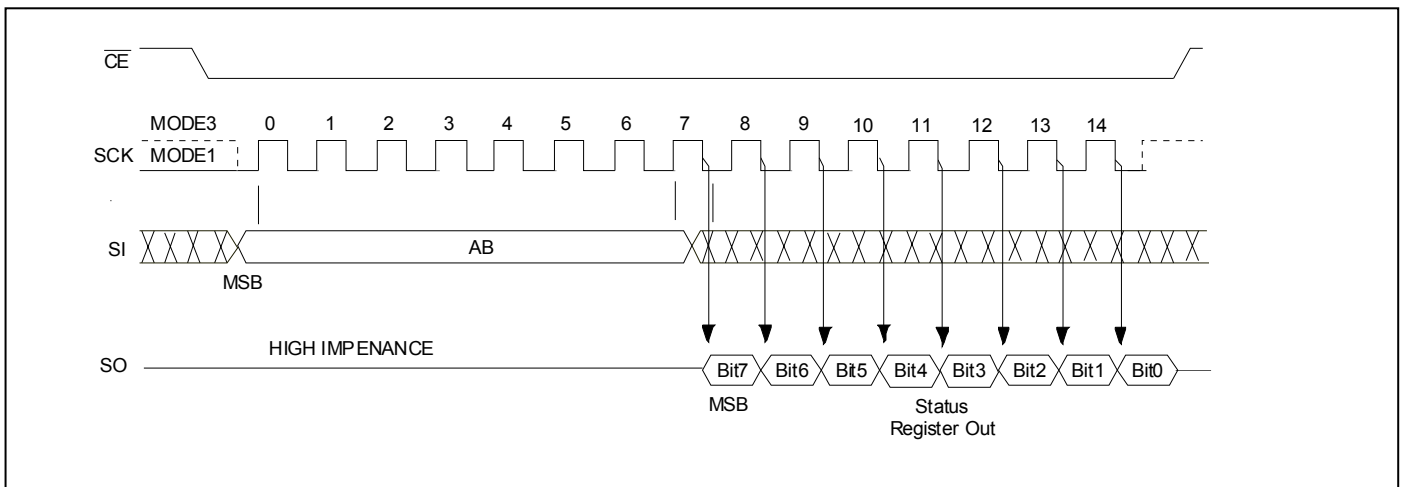 CE
MODE3 0 1 2 3 4 5 6 7 8 9 10 11 12 13 14
SCK MODE1
SI AB
MSB
HIGH IMPENANCE
SO Bit7 Bit6 Bit5 Bit4 Bit3 Bit2 Bit1 Bit0
MSB Status
Register Out